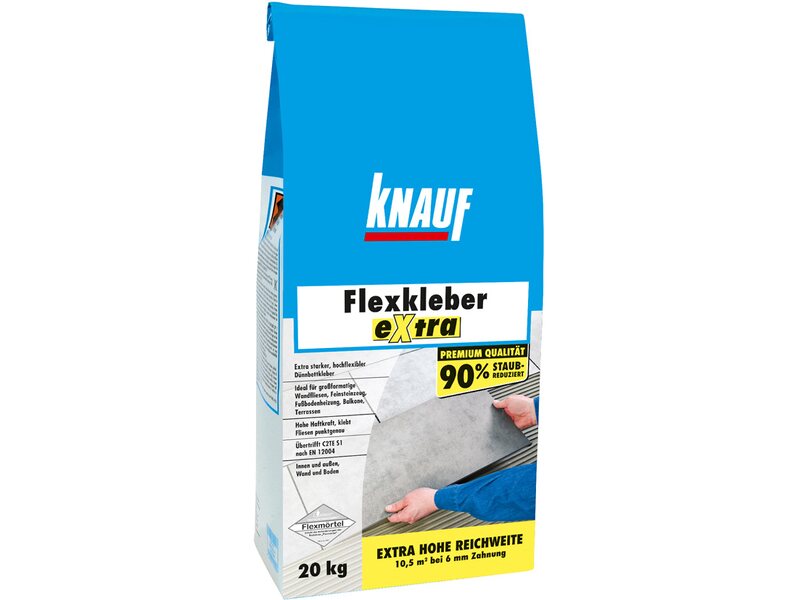 KNAUF
Flexkleber
eXtra
PREMIUM QUALITÄT
90% STAUB-
REDUZIERT
Extra starker, hochflexibler
Dünnbettkleber
Ideal für großformatige
Wandfliesen, Feinsteinzeug,
Fußbodenheizung, Balkone,
Terrassen
Hohe Haftkraft, klebt
Fliesen punktgenau
Übertrifft C2TE S1
nach EN 12004
Innen und außen,
Wand und Boden
Flexmörtel
EXTRA HOHE REICHWEITE
10,5 m² bei 6 mm Zahnung
20 kg